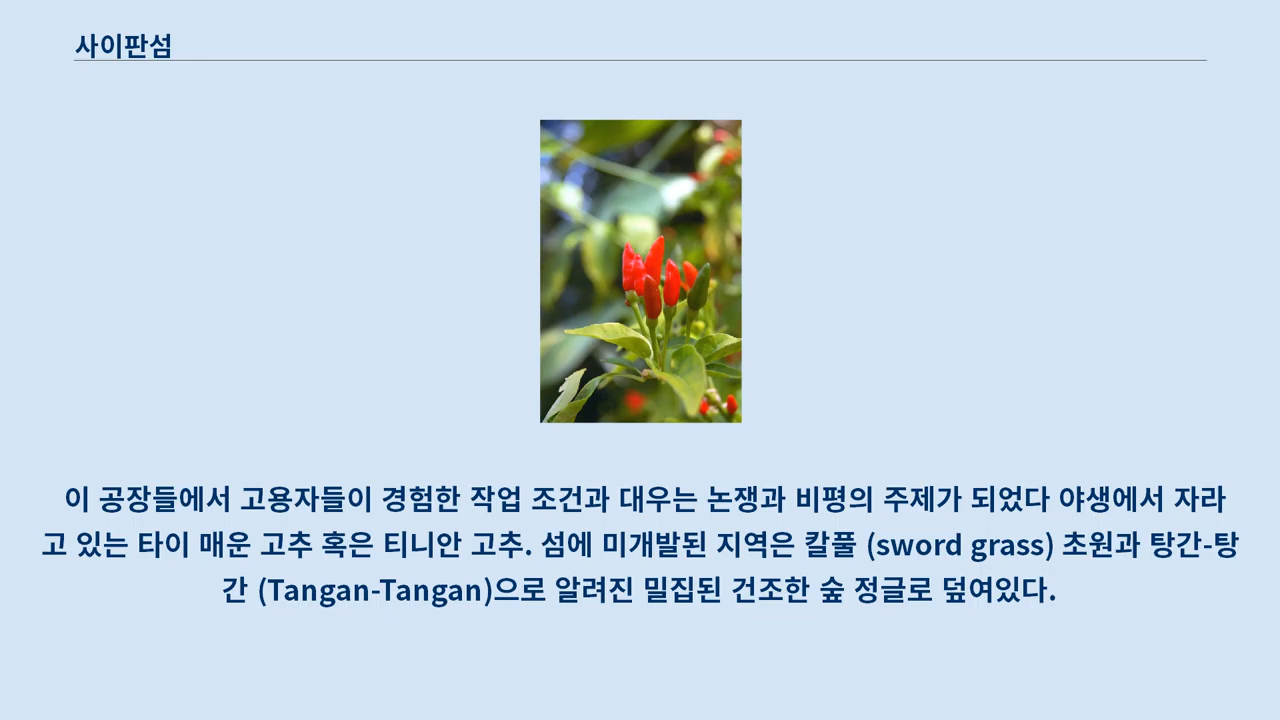 사이판섬
이 공장들에서 고용자들이 경험한 작업 조건과 대우는 논쟁과 비평의 주제가 되었다 야생에서 자라
고 있는 타이 매운 고추 혹은 티니안 고추. 섬에 미개발된 지역은 칼풀 (sword grass) 초원과 탕간-탕
간 (Tangan-Tangan)으로 알려진 밀집된 건조한 숲 정글로 덮여있다.